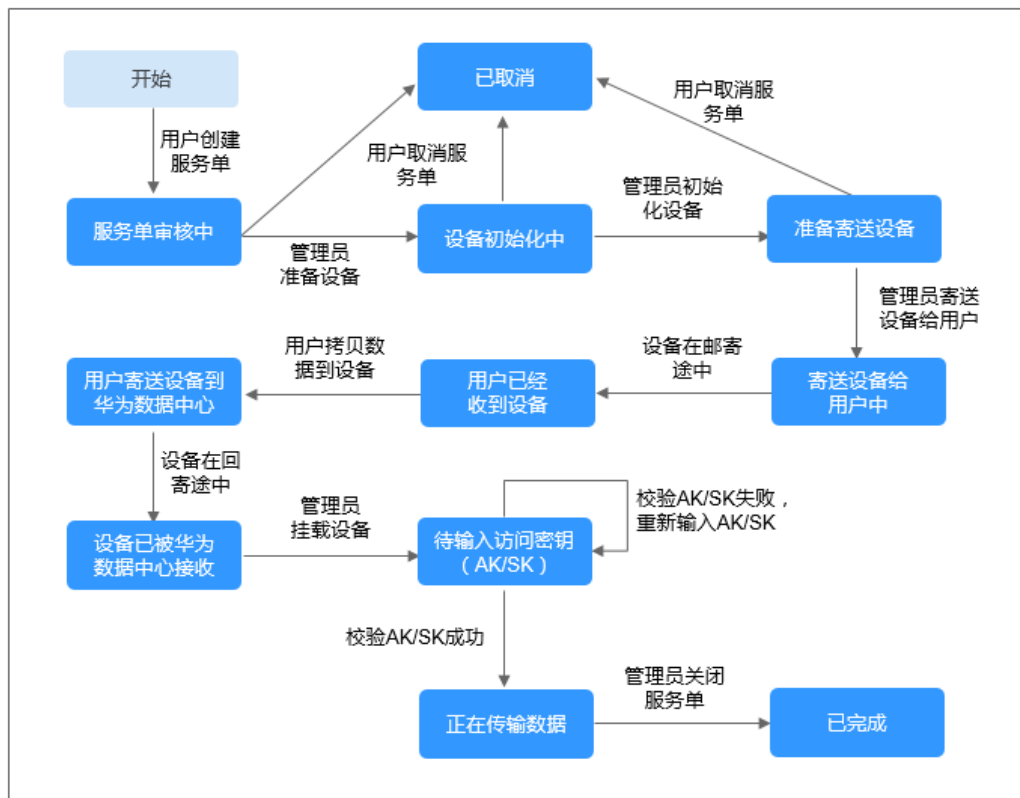 开始
已取消
用户取消服
务单
用户创建
服务单
用户取消服
务单
管理员初始
化设备
服务单审核中
设备初始化中
准备寄送设备
管理员
准备设备
管理员寄送
设备给用户
用户拷贝数
据到设备
设备在邮寄
途中
用户寄送设备到
华为数据中心
用户已经
收到设备
寄送设备给
用户中
设备在回
寄途中
管理员
挂载设备
校验AK/SK失败，
重新输入AK/SK
设备已被华为
数据中心接收
待输入访问密钥
（AK/SK）
校验AK/SK成功
管理员关闭
服务单
正在传输数据
已完成